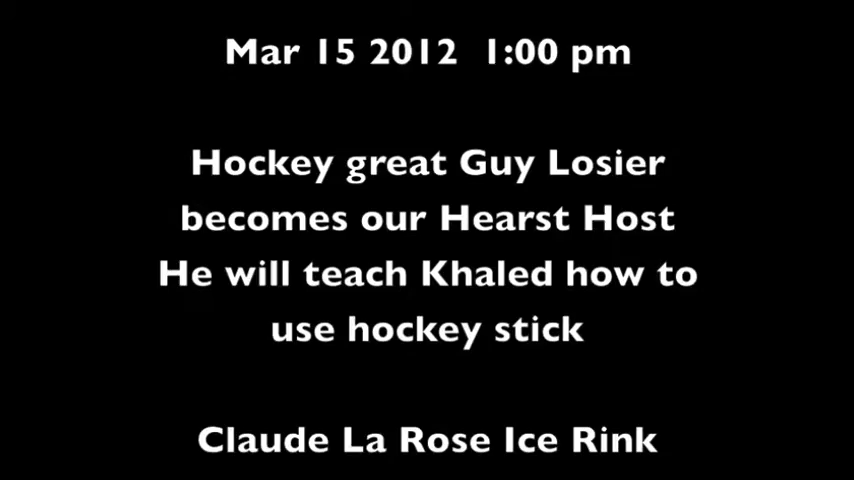 Mar 15 2012 1:00 pm
Hockey great Guy Losier
becomes our Hearst Host
He will teach Khaled how to
use hockey stick
Claude La Rose Ice Rink